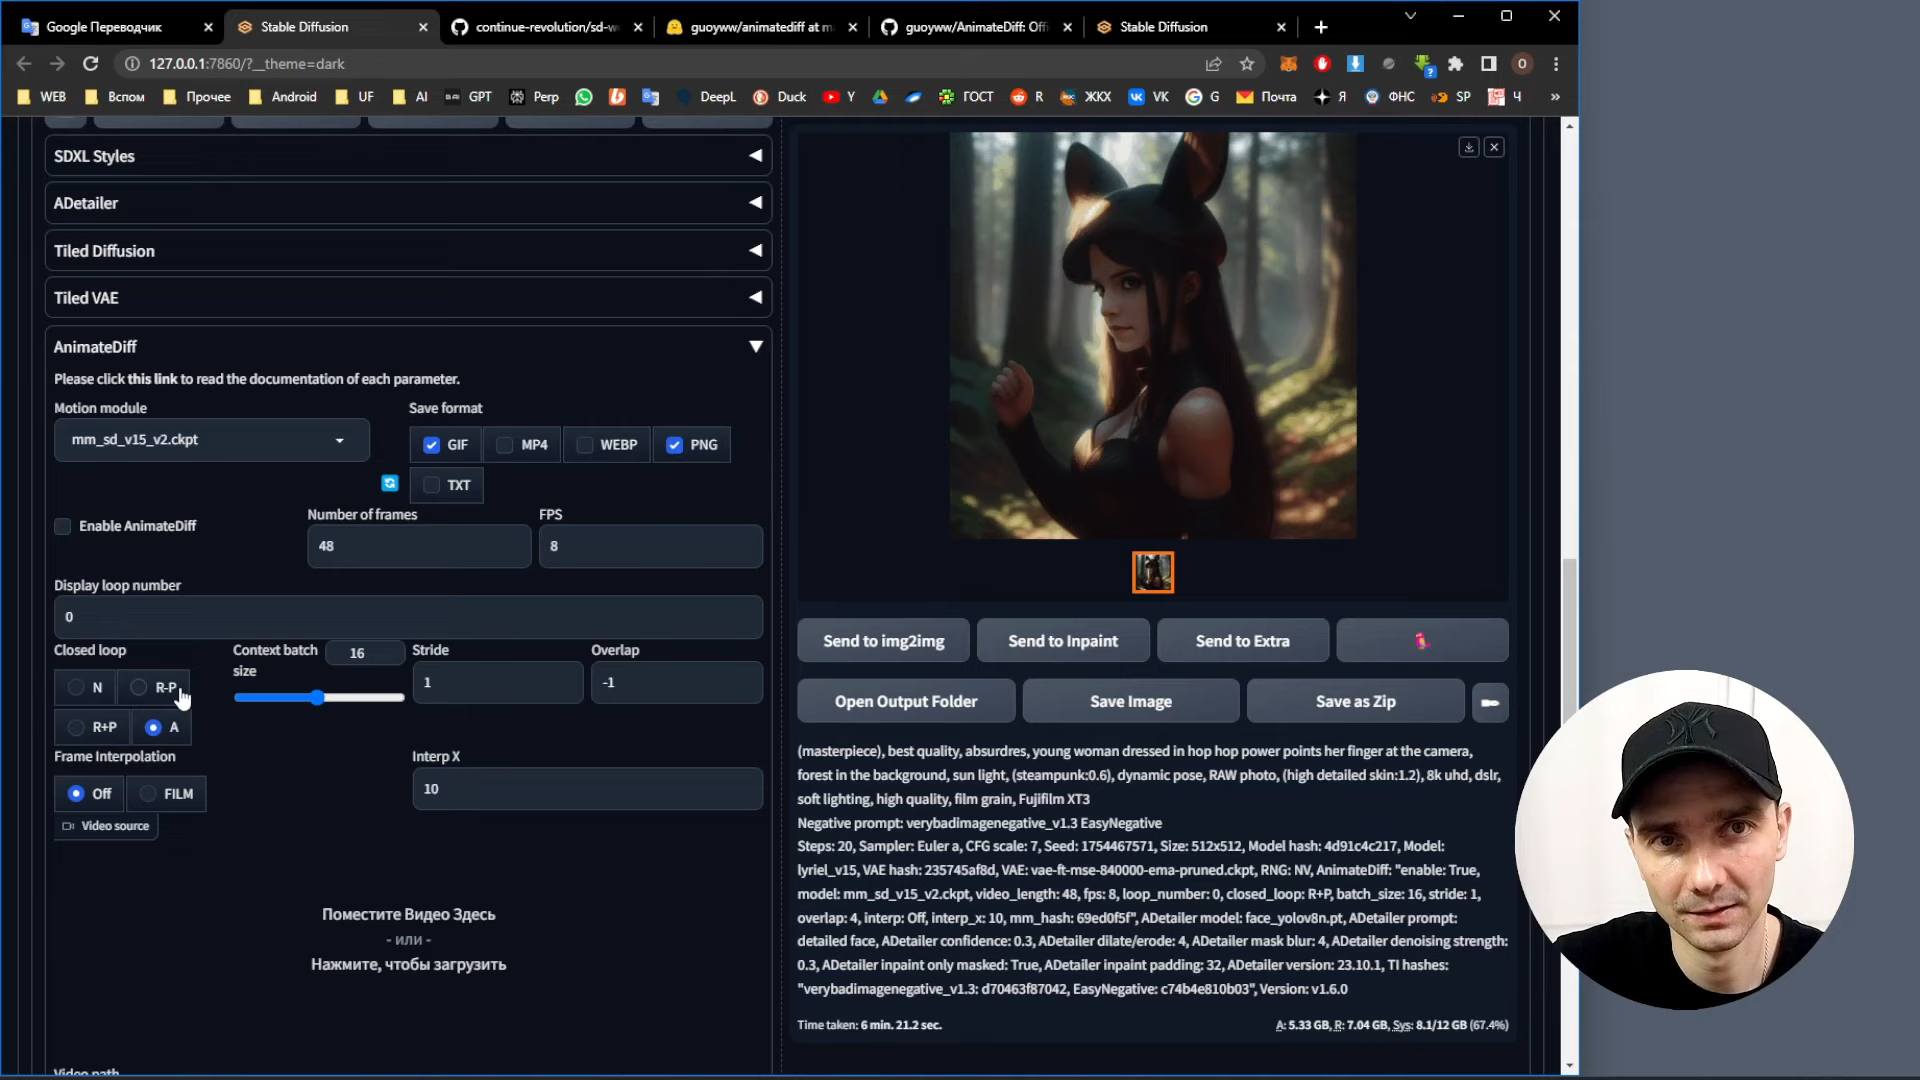 Google Переводчик
Stable Diffusion
continue-revolution/sd-w
guoyww/animatediff at m
guoyww/AnimateDiff: Offi
Stable Diffusion
127.0.0.1:7860/?__theme=dark
WEB Вспом Прочее Android UF AI GPT Perp DeepL Duck Y ГОСТ R ЖКХ VK G Почта Я ФНС SP Ч »
SDXL Styles
ADetailer
Tiled Diffusion
Tiled VAE
AnimateDiff
Please click this link to read the documentation of each parameter.
Motion module
mm_sd_v15_v2.ckpt
Save format
GIF MP4 WEBP PNG
TXT
Enable AnimateDiff
Number of frames
48
FPS
8
Display loop number
0
Closed loop
N R-P
R+P A
Context batch size
16
Stride
1
Overlap
-1
Frame Interpolation
Off FILM
Interp X
10
Video source
Поместите Видео Здесь
- или -
Нажмите, чтобы загрузить
Video path
Send to img2img Send to Inpaint Send to Extra
Open Output Folder Save Image Save as Zip
(masterpiece), best quality, absurdres, young woman dressed in hop hop power points her finger at the camera,
forest in the background, sun light, (steampunk:0.6), dynamic pose, RAW photo, (high detailed skin:1.2), 8k uhd, dslr,
soft lighting, high quality, film grain, Fujifilm XT3
Negative prompt: verybadimagenegative_v1.3 EasyNegative
Steps: 20, Sampler: Euler a, CFG scale: 7, Seed: 1754467571, Size: 512x512, Model hash: 4d91c4c217, Model:
lyriel_v15, VAE hash: 235745af8d, VAE: vae-ft-mse-840000-ema-pruned.ckpt, RNG: NV, AnimateDiff: "enable: True,
model: mm_sd_v15_v2.ckpt, video_length: 48, fps: 8, loop_number: 0, closed_loop: R+P, batch_size: 16, stride: 1,
overlap: 4, interp: Off, interp_x: 10, mm_hash: 69ed0f5f", ADetailer model: face_yolov8n.pt, ADetailer prompt:
detailed face, ADetailer confidence: 0.3, ADetailer dilate/erode: 4, ADetailer mask blur: 4, ADetailer denoising strength:
0.3, ADetailer inpaint only masked: True, ADetailer inpaint padding: 32, ADetailer version: 23.10.1, TI hashes:
"verybadimagenegative_v1.3: d70463f87042, EasyNegative: c74b4e810b03", Version: v1.6.0
Time taken: 6 min. 21.2 sec.
A: 5.33 GB, R: 7.04 GB, Sys: 8.1/12 GB (67.4%)